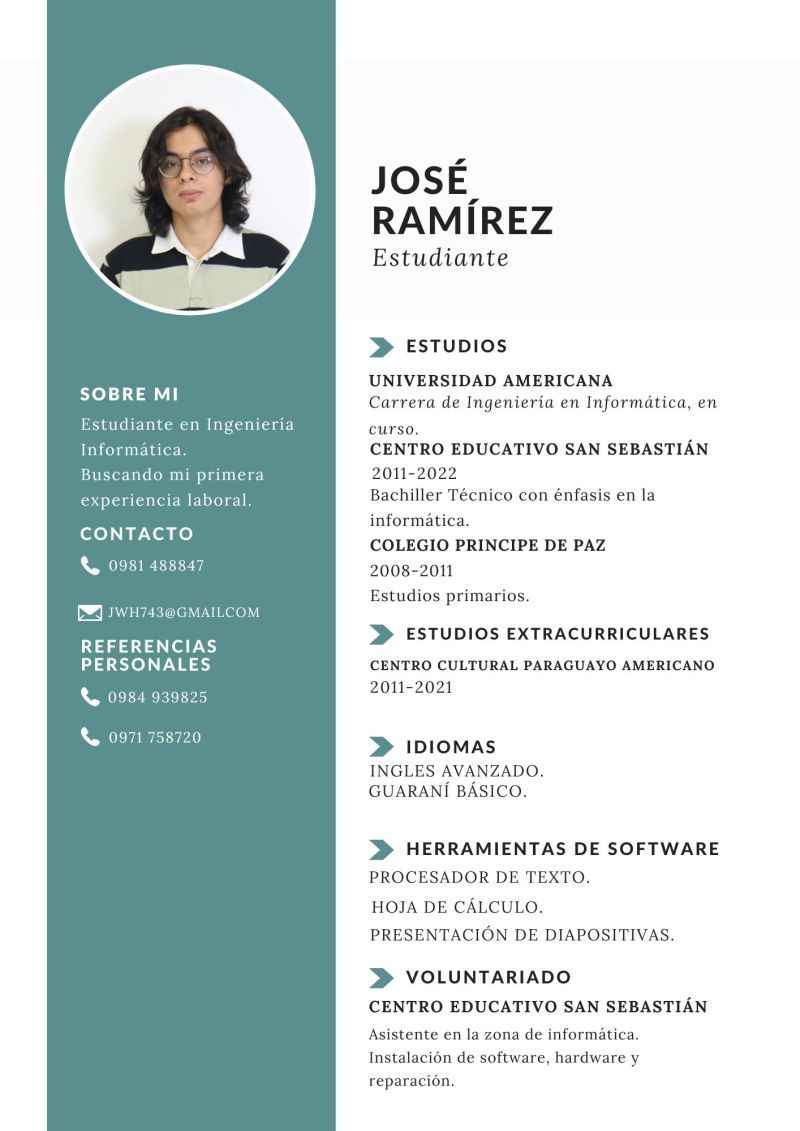 JOSÉ
RAMÍREZ
Estudiante
SOBRE MI
Estudiante en Ingeniería
Informática.
Buscando mi primera
experiencia laboral.
CONTACTO
0981 488847
JWH743@GMAILCOM
REFERENCIAS
PERSONALES
0984 939825
0971 758720
ESTUDIOS
UNIVERSIDAD AMERICANA
Carrera de Ingeniería en Informática, en
curso.
CENTRO EDUCATIVO SAN SEBASTIÁN
2011-2022
Bachiller Técnico con énfasis en la
informática.
COLEGIO PRINCIPE DE PAZ
2008-2011
Estudios primarios.
ESTUDIOS EXTRACURRICULARES
CENTRO CULTURAL PARAGUAYO AMERICANO
2011-2021
IDIOMAS
INGLES AVANZADO.
GUARANÍ BÁSICO.
HERRAMIENTAS DE SOFTWARE
PROCESADOR DE TEXTO.
HOJA DE CÁLCULO.
PRESENTACIÓN DE DIAPOSITIVAS.
VOLUNTARIADO
CENTRO EDUCATIVO SAN SEBASTIÁN
Asistente en la zona de informática.
Instalación de software, hardware y
reparación.